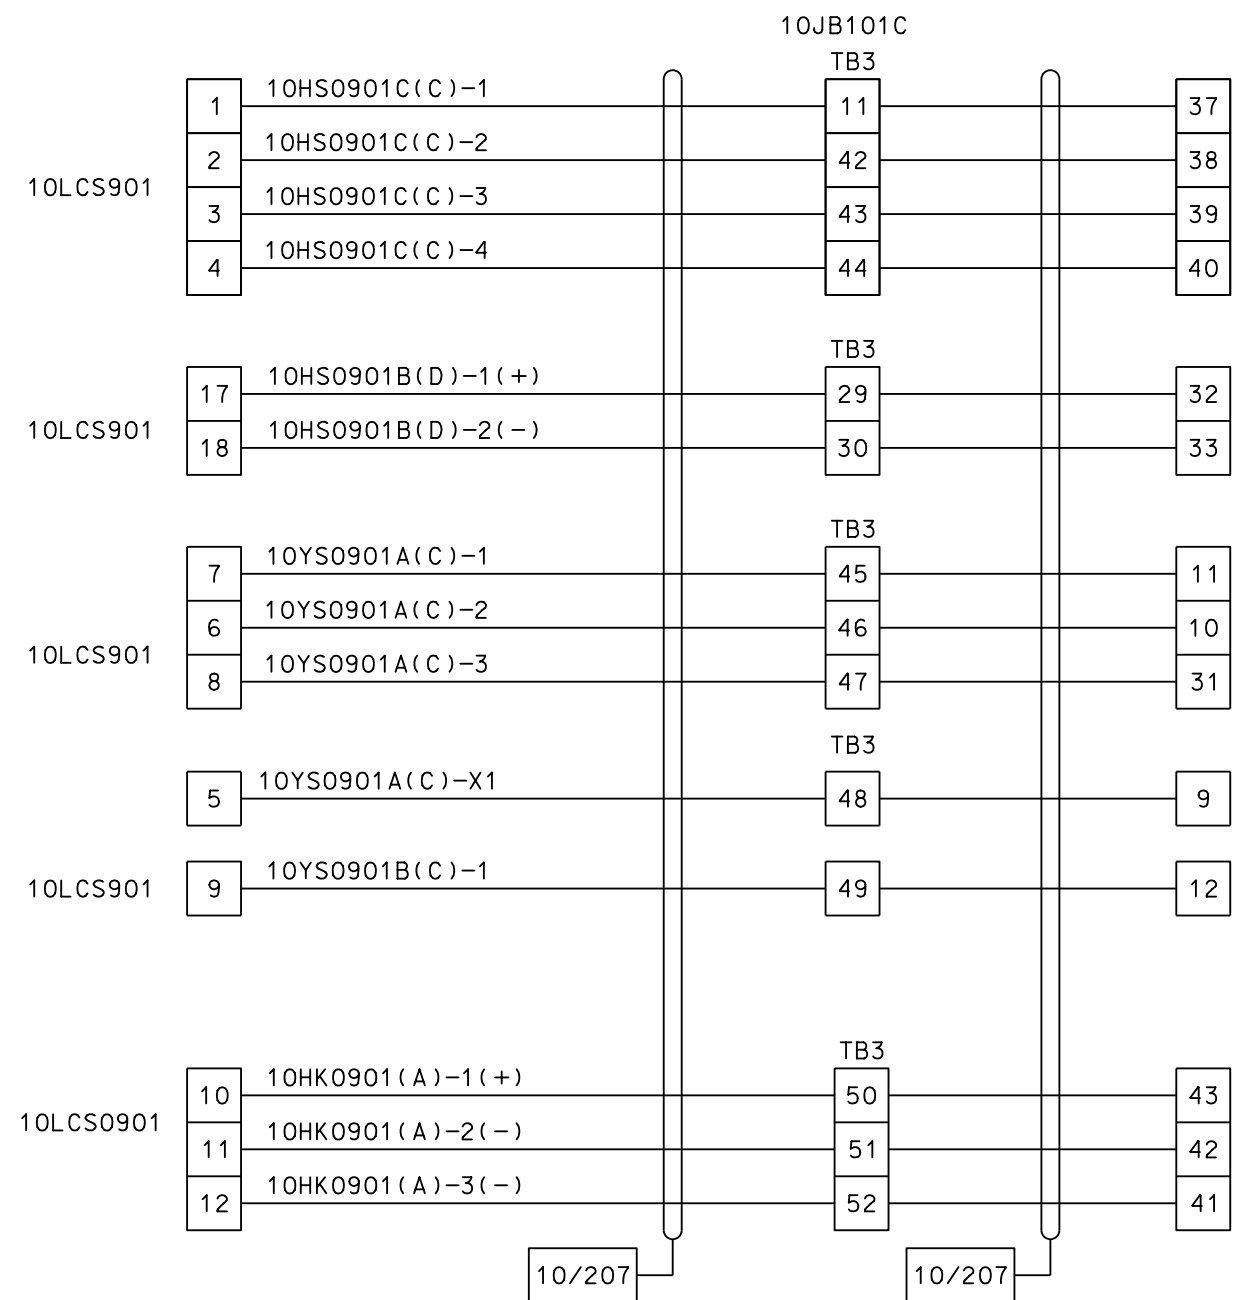 10JB101C
TB3
1 10HS0901C(C)-1 11 37
2 10HS0901C(C)-2 42 38
10LCS901
3 10HS0901C(C)-3 43 39
4 10HS0901C(C)-4 44 40
TB3
17 10HS0901B(D)-1(+) 29 32
10LCS901
18 10HS0901B(D)-2(-) 30 33
TB3
7 10YS0901A(C)-1 45 11
6 10YS0901A(C)-2 46 10
10LCS901
8 10YS0901A(C)-3 47 31
TB3
5 10YS0901A(C)-X1 48 9
10LCS901 9 10YS0901B(C)-1 49 12
TB3
10 10HK0901(A)-1(+) 50 43
10LCS0901
11 10HK0901(A)-2(-) 51 42
12 10HK0901(A)-3(-) 52 41
10/207 10/207